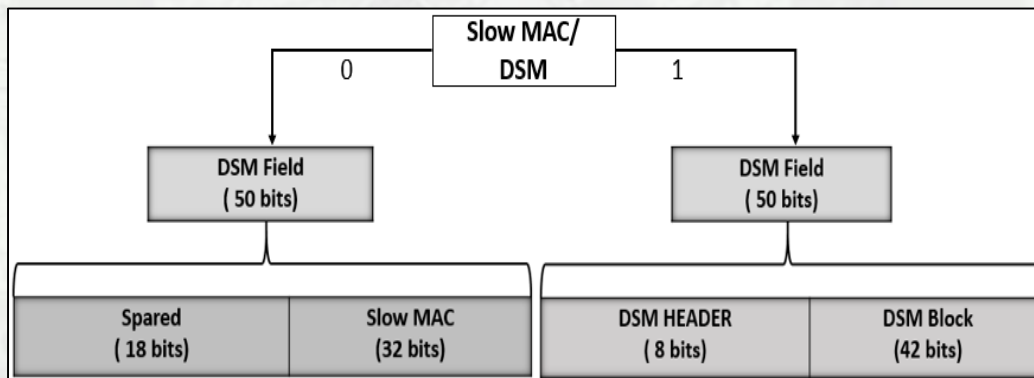 Slow MAC/
DSM
0
1
DSM Field
( 50 bits)
DSM Field
( 50 bits)
Spared
( 18 bits)
Slow MAC
(32 bits)
DSM HEADER
( 8 bits)
DSM Block
(42 bits)